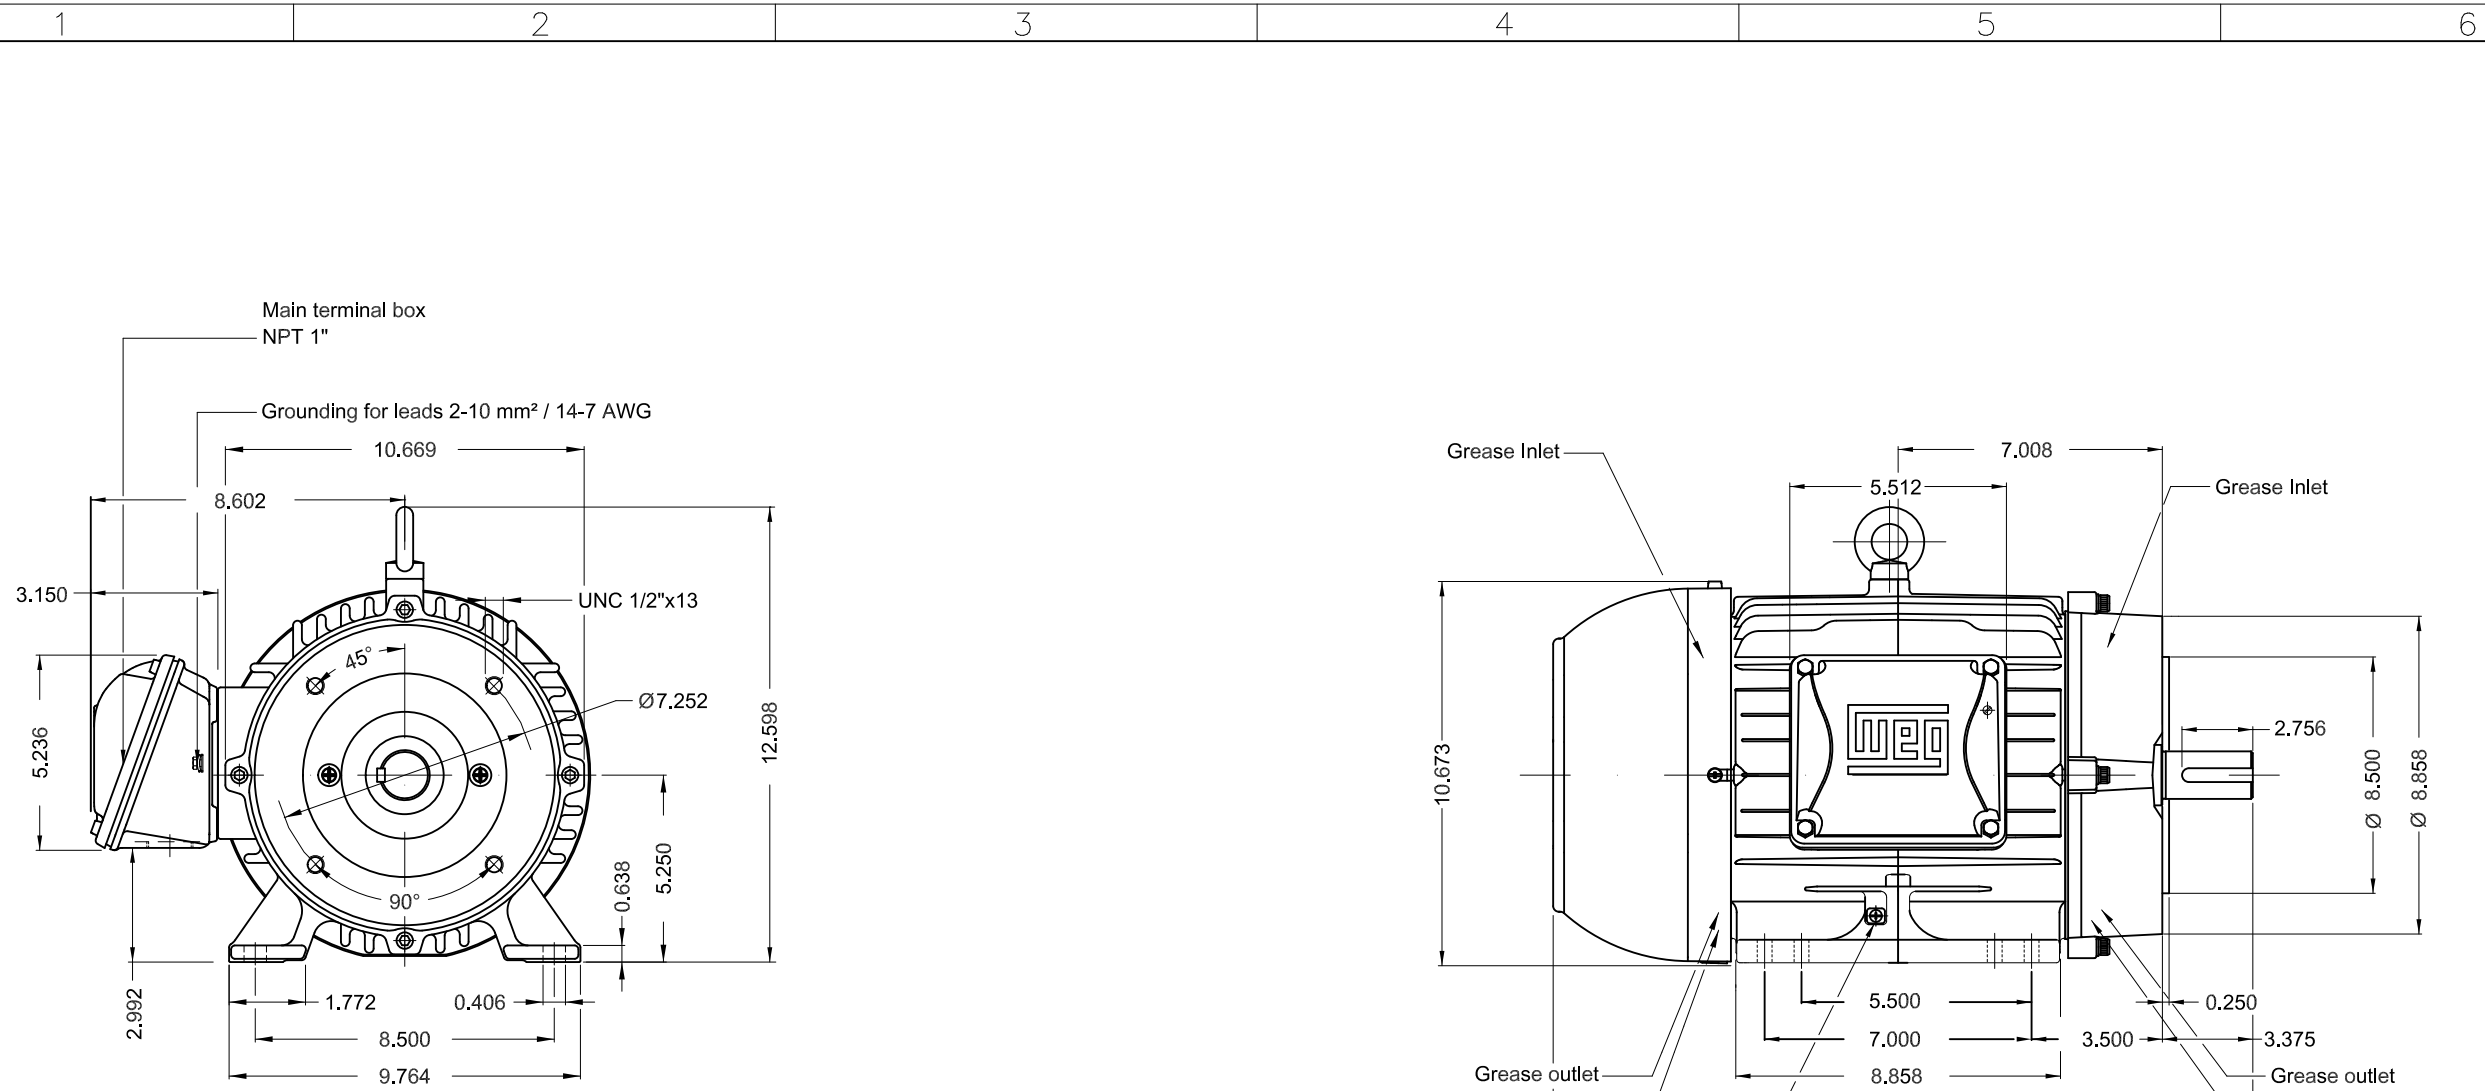 1 2 3 4 5 6
Main terminal box
NPT 1"
Grounding for leads 2-10 mm² / 14-7 AWG
10.669
8.602
3.150
UNC 1/2"x13
45°
Ø7.252
12.598
5.236
5.250
0.638
90°
2.992
1.772
0.406
8.500
9.764
Grease Inlet
7.008
5.512
Grease Inlet
10.673
weg
2.756
Ø 8.500
Ø 8.858
5.500
0.250
7.000
3.500
3.375
Grease outlet
8.858
Grease outlet